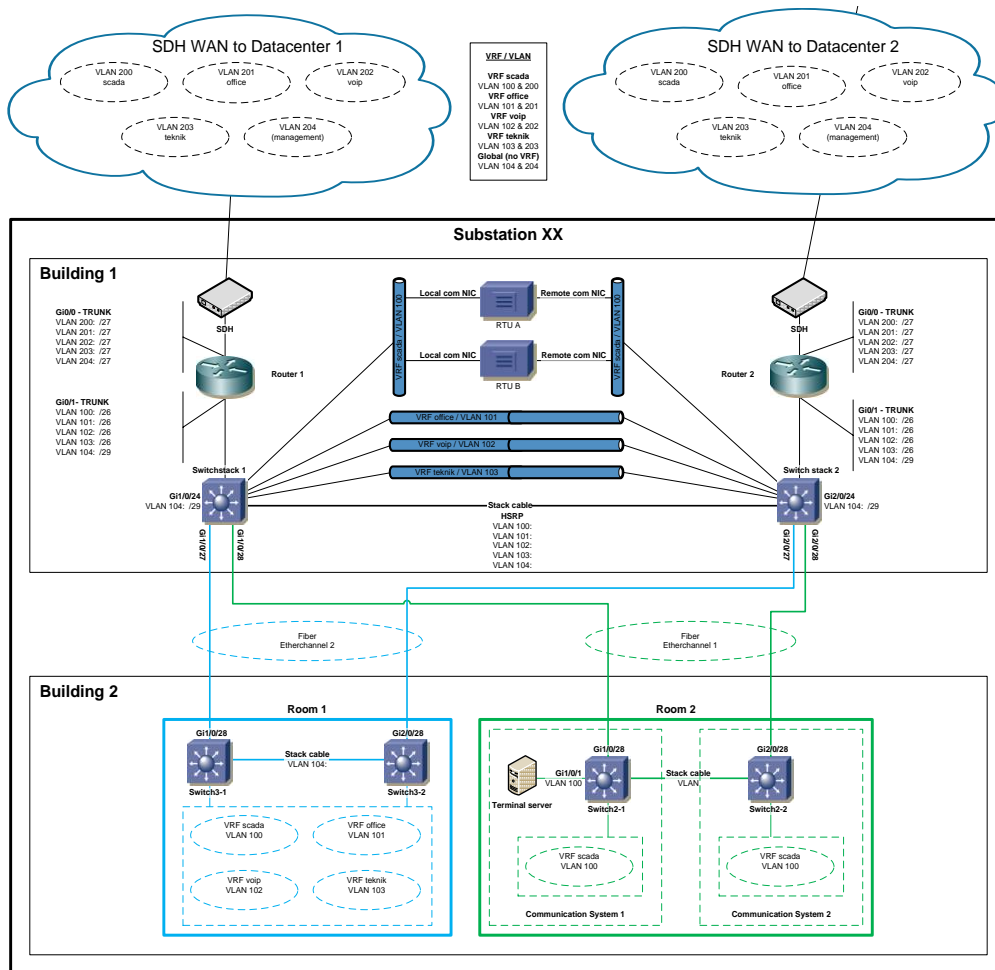 SDH WAN to Datacenter 1
VLAN 200
scada
VLAN 201
office
VLAN 202
voip
VLAN 203
teknik
VLAN 204
(management)
VRF / VLAN
VRF scada
VLAN 100 & 200
VRF office
VLAN 101 & 201
VRF voip
VLAN 102 & 202
VRF teknik
VLAN 103 & 203
Global (no VRF)
VLAN 104 & 204
SDH WAN to Datacenter 2
VLAN 200
scada
VLAN 201
office
VLAN 202
voip
VLAN 203
teknik
VLAN 204
(management)
Substation XX
Building 1
SDH
Gi0/0 - TRUNK
VLAN 200: /27
VLAN 201: /27
VLAN 202: /27
VLAN 203: /27
VLAN 204: /27
Router 1
Gi0/1 - TRUNK
VLAN 100: /26
VLAN 101: /26
VLAN 102: /26
VLAN 103: /26
VLAN 104: /29
Switchstack 1
Gi1/0/24
VLAN 104: /29
Gi1/0/27
Gi1/0/28
VRF scada / VLAN 100
Local com NIC
RTU A
Remote com NIC
Local com NIC
RTU B
Remote com NIC
VRF scada / VLAN 100
VRF office / VLAN 101
VRF voip / VLAN 102
VRF teknik / VLAN 103
Stack cable
HSRP
VLAN 100:
VLAN 101:
VLAN 102:
VLAN 103:
VLAN 104:
SDH
Gi0/0 - TRUNK
VLAN 200: /27
VLAN 201: /27
VLAN 202: /27
VLAN 203: /27
VLAN 204: /27
Router 2
Gi0/1 - TRUNK
VLAN 100: /26
VLAN 101: /26
VLAN 102: /26
VLAN 103: /26
VLAN 104: /29
Switch stack 2
Gi2/0/24
VLAN 104: /29
Gi2/0/27
Gi2/0/28
Fiber
Etherchannel 2
Fiber
Etherchannel 1
Building 2
Room 1
Gi1/0/28
Switch3-1
Stack cable
VLAN 104:
Gi2/0/28
Switch3-2
VRF scada
VLAN 100
VRF office
VLAN 101
VRF voip
VLAN 102
VRF teknik
VLAN 103
Room 2
Terminal server
Gi1/0/1
VLAN 100
Gi1/0/28
Switch2-1
Stack cable
VLAN
Gi2/0/28
Switch2-2
VRF scada
VLAN 100
VRF scada
VLAN 100
Communication System 1
Communication System 2